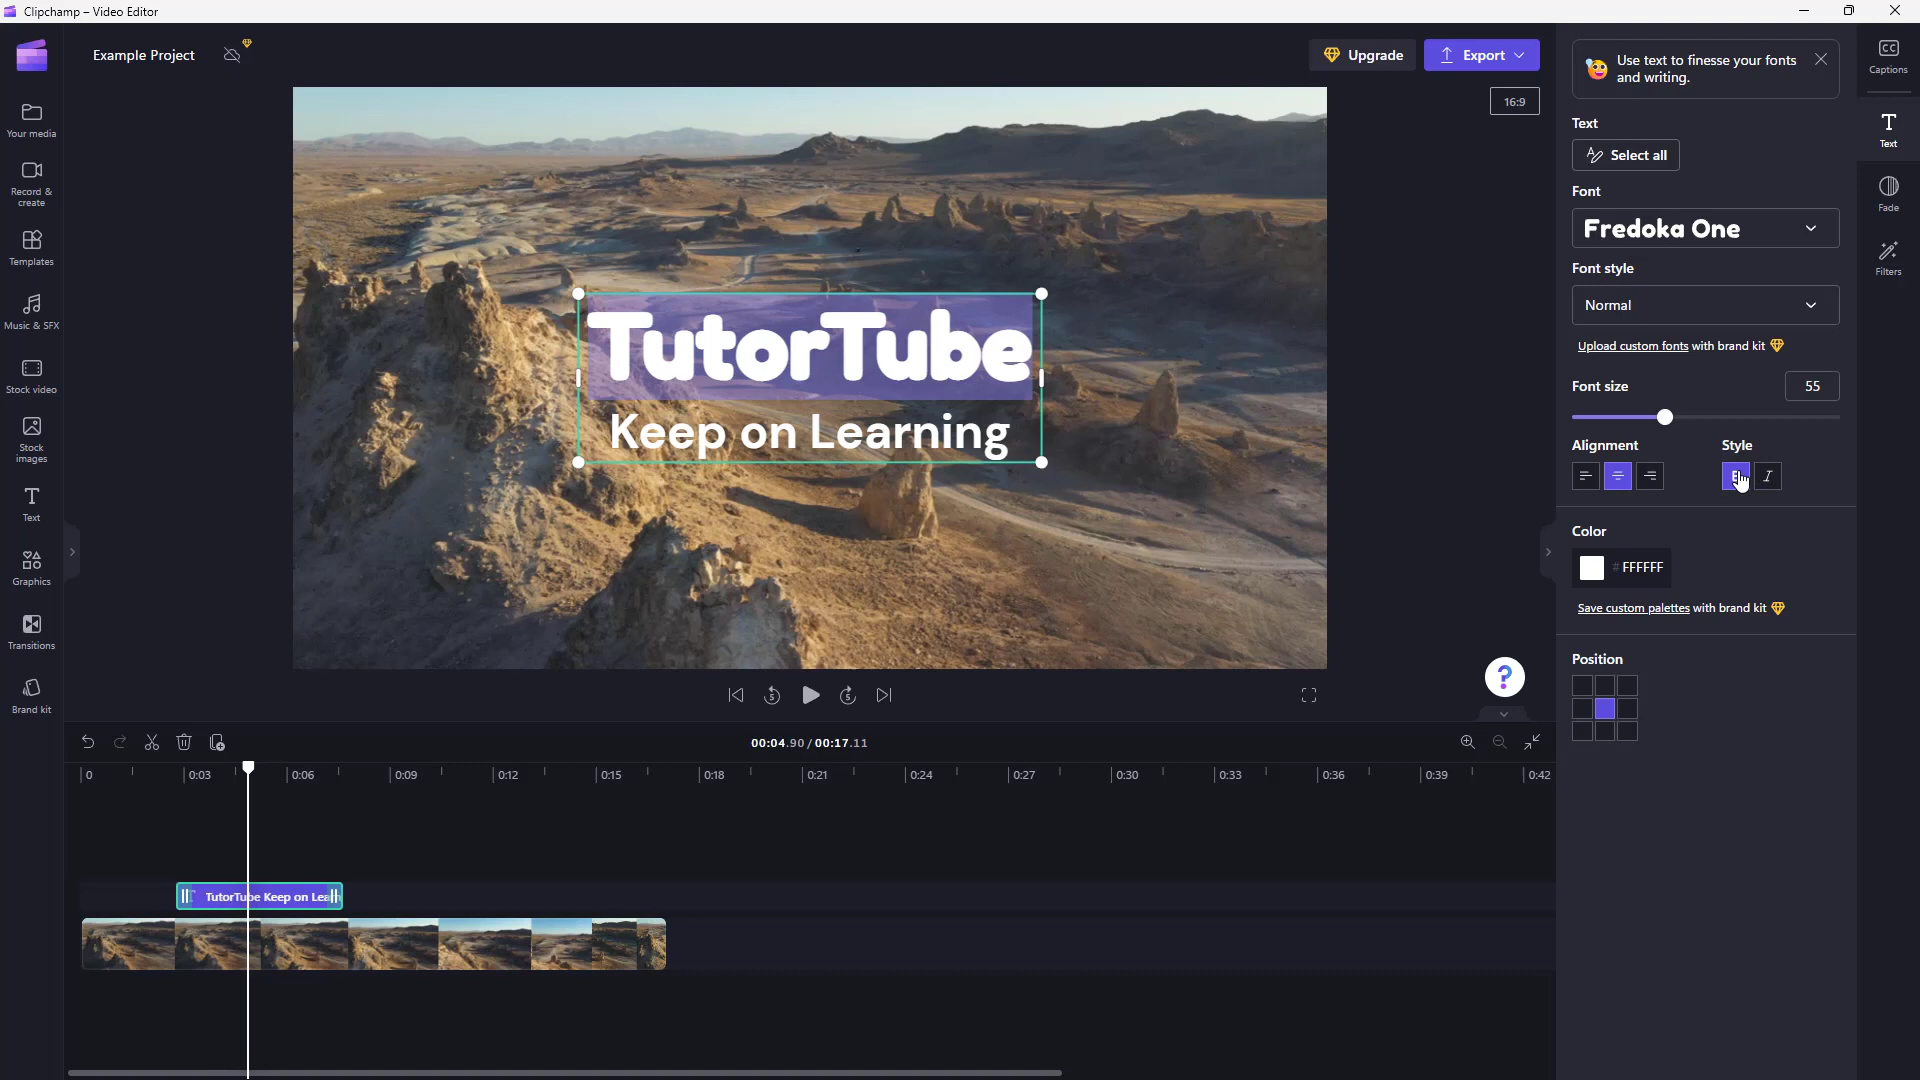 Clipchamp – Video Editor
Example Project
Upgrade
Export
16:9
Your media
Record &
create
Templates
Music & SFX
Stock video
Stock
images
Text
Graphics
Transitions
Brand kit
TutorTube
Keep on Learning
Use text to finesse your fonts
and writing.
Text
Select all
Font
Fredoka One
Font style
Normal
Upload custom fonts with brand kit
Font size
55
Alignment
Style
I
Color
# FFFFFF
Save custom palettes with brand kit
Position
CC
Captions
T
Text
Fade
Filters
5
5
?
00:04.90 / 00:17.11
0
0:03
0:06
0:09
0:12
0:15
0:18
0:21
0:24
0:27
0:30
0:33
0:36
0:39
0:42
TutorTube Keep on Lear